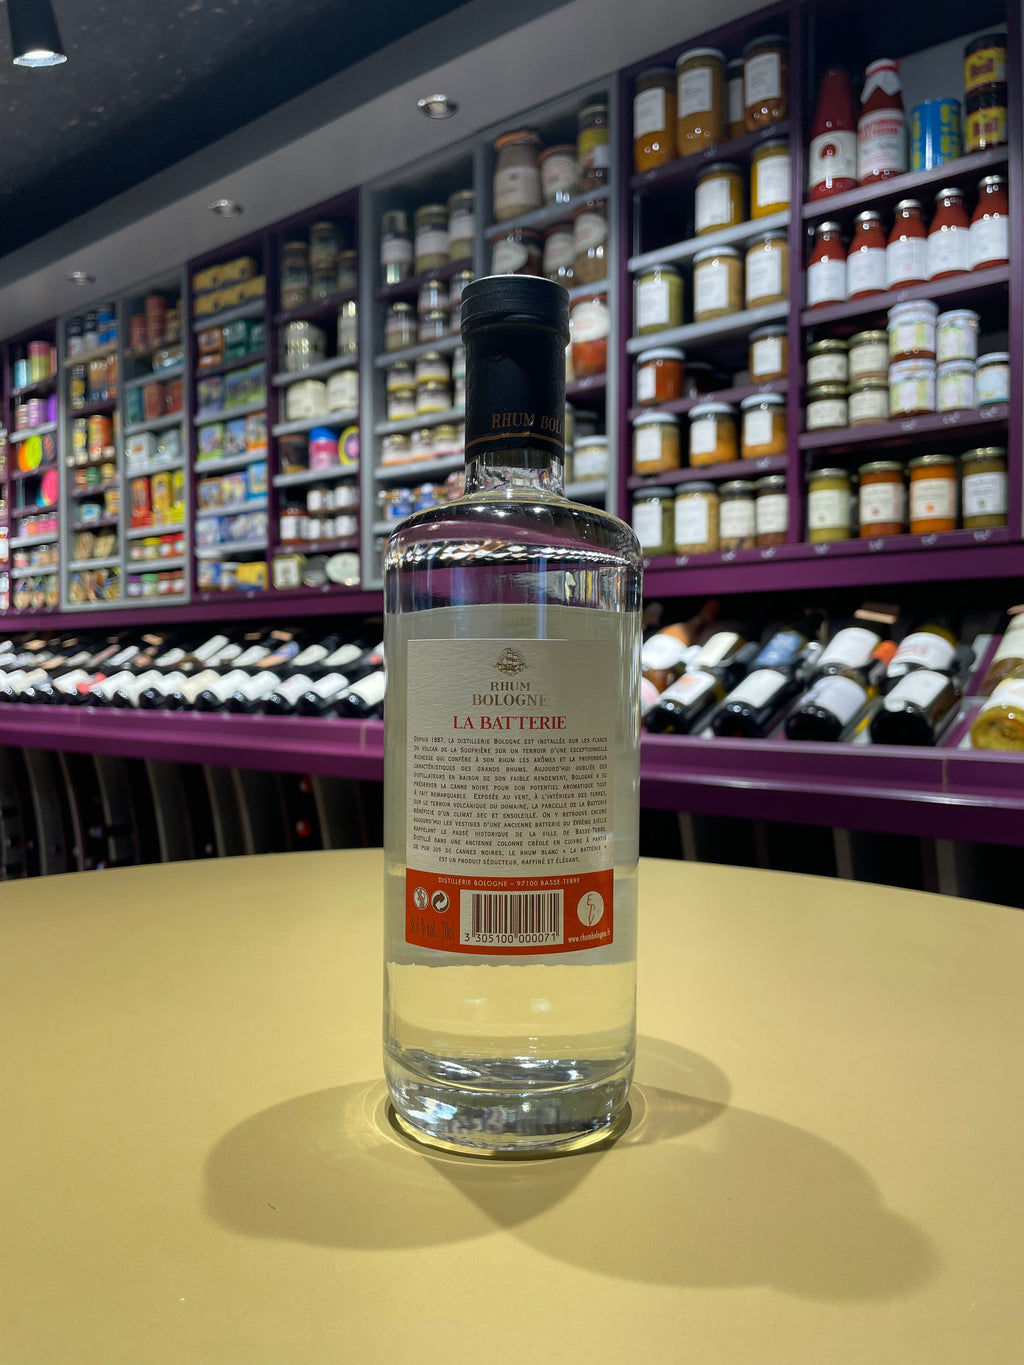 RHUM BOLO
RHUM
BOLOGNE
LA BATTERIE
DEPUIS 1887, LA DISTILLERIE BOLOGNE EST INSTALLÉE SUR LES FLANCS
DU VOLCAN DE LA SOUFRIÈRE SUR UN TERROIR D'UNE EXCEPTIONNELLE
RICHESSE QUI CONFÈRE À SON RHUM LES ARÔMES ET LA PROFONDEUR
CARACTÉRISTIQUES DES GRANDS RHUMS. AUJOURD'HUI OUBLIÉE DES
DISTILLATEURS EN RAISON DE SON FAIBLE RENDEMENT, BOLOGNE A SU
PRÉSERVER LA CANNE NOIRE POUR SON POTENTIEL AROMATIQUE TOUT
À FAIT REMARQUABLE. EXPOSÉE AU VENT, À L'INTÉRIEUR DES TERRES,
SUR LE TERROIR VOLCANIQUE DU DOMAINE, LA PARCELLE DE LA BATTERIE
BÉNÉFICIE D'UN CLIMAT SEC ET ENSOLEILLÉ. ON Y RETROUVE ENCORE
AUJOURD'HUI LES VESTIGES D'UNE ANCIENNE BATTERIE DU XVIIÈME SIÈCLE
RAPPELANT LE PASSÉ HISTORIQUE DE LA VILLE DE BASSE-TERRE.
DISTILLÉ DANS UNE ANCIENNE COLONNE CRÉOLE EN CUIVRE À PARTIR
DE PUR JUS DE CANNES NOIRES, LE RHUM BLANC « LA BATTERIE »
EST UN PRODUIT SÉDUCTEUR, RAFFINÉ ET ÉLÉGANT.
DISTILLERIE BOLOGNE – 97100 BASSE-TERRE
70cl
3 305100 000071
EPV
www.rhumbologne.fr